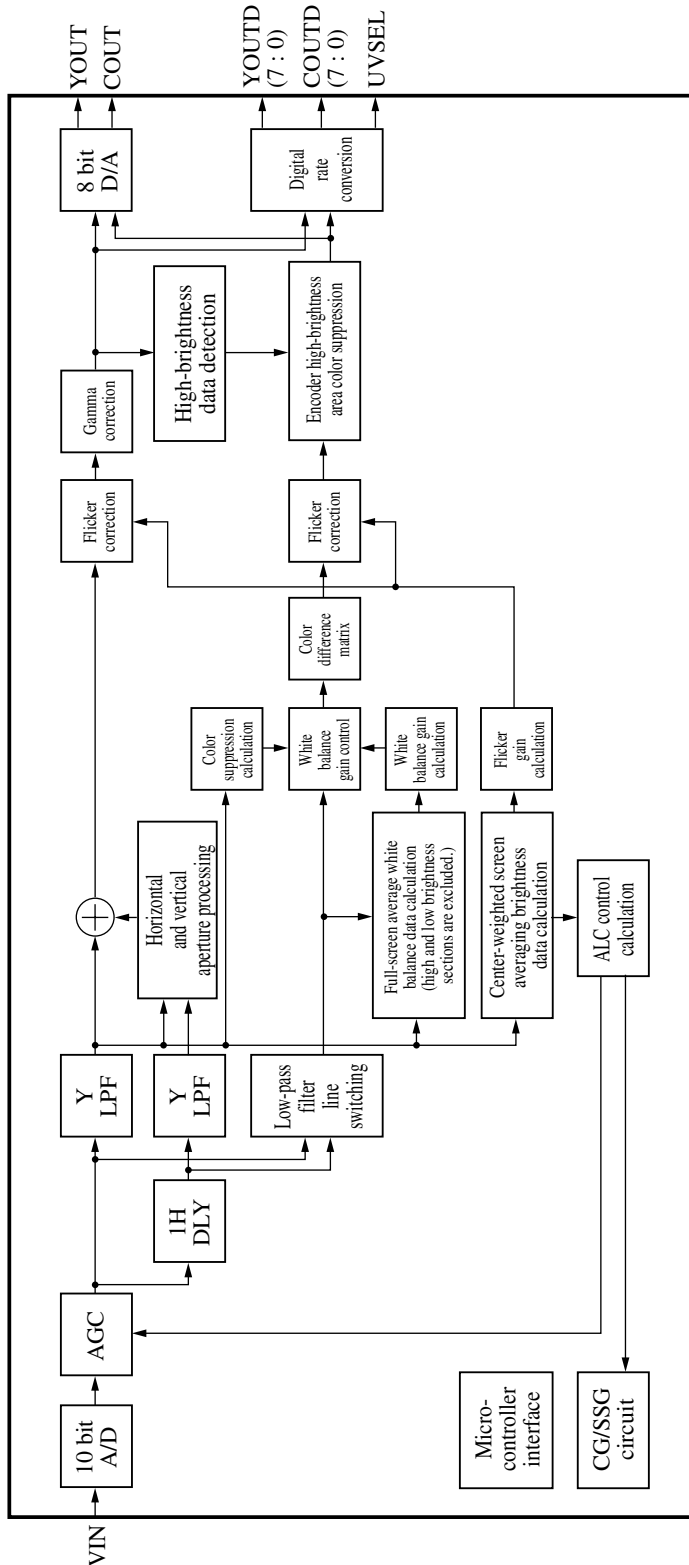 VIN
10 bit
A/D
AGC
1H
DLY
Y
LPF
Y
LPF
Low-pass
filter
line
switching
Horizontal
and vertical
aperture processing
Color
suppression
calculation
White
balance
gain control
White
balance gain
calculation
Full-screen average white
balance data calculation
(high and low brightness
sections are excluded.)
Center-weighted screen
averaging brightness
data calculation
Flicker
gain
calculation
ALC control
calculation
Color
difference
matrix
Flicker
correction
Flicker
correction
Gamma
correction
High-brightness
data detection
Encoder high-brightness
area color suppression
8 bit
D/A
Digital
rate
conversion
YOUT
COUT
YOUTD
(7 : 0)
COUTD
(7 : 0)
UVSEL
Micro-
controller
interface
CG/SSG
circuit